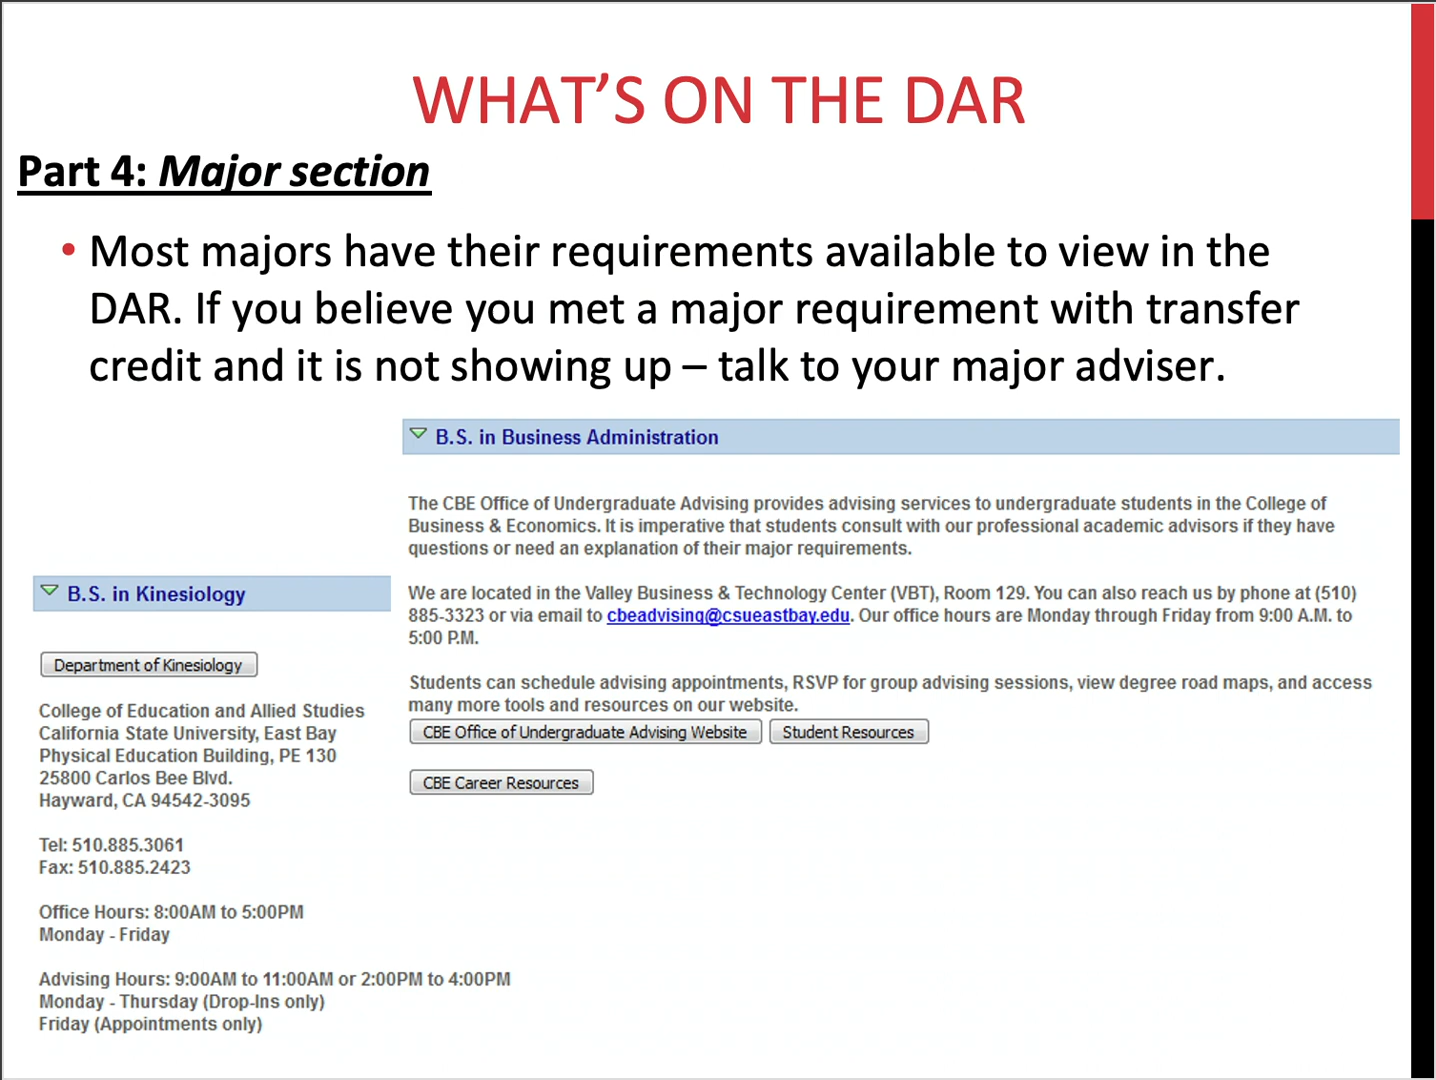 WHAT’S ON THE DAR
Part 4: Major section
• Most majors have their requirements available to view in the
DAR. If you believe you met a major requirement with transfer
credit and it is not showing up – talk to your major adviser.
B.S. in Kinesiology
Department of Kinesiology
College of Education and Allied Studies
California State University, East Bay
Physical Education Building, PE 130
25800 Carlos Bee Blvd.
Hayward, CA 94542-3095
Tel: 510.885.3061
Fax: 510.885.2423
Office Hours: 8:00AM to 5:00PM
Monday - Friday
Advising Hours: 9:00AM to 11:00AM or 2:00PM to 4:00PM
Monday - Thursday (Drop-Ins only)
Friday (Appointments only)
B.S. in Business Administration
The CBE Office of Undergraduate Advising provides advising services to undergraduate students in the College of
Business & Economics. It is imperative that students consult with our professional academic advisors if they have
questions or need an explanation of their major requirements.
We are located in the Valley Business & Technology Center (VBT), Room 129. You can also reach us by phone at (510)
885-3323 or via email to cbeadvising@csueastbay.edu. Our office hours are Monday through Friday from 9:00 A.M. to
5:00 P.M.
Students can schedule advising appointments, RSVP for group advising sessions, view degree road maps, and access
many more tools and resources on our website.
CBE Office of Undergraduate Advising Website Student Resources
CBE Career Resources